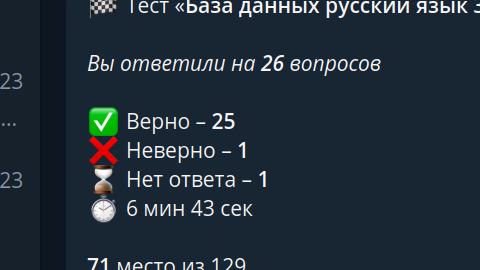 Тест «База данных русский язык
Вы ответили на 26 вопросов
23
Верно – 25
...
Неверно – 1
23
Нет ответа – 1
6 мин 43 сек
71 место из 129